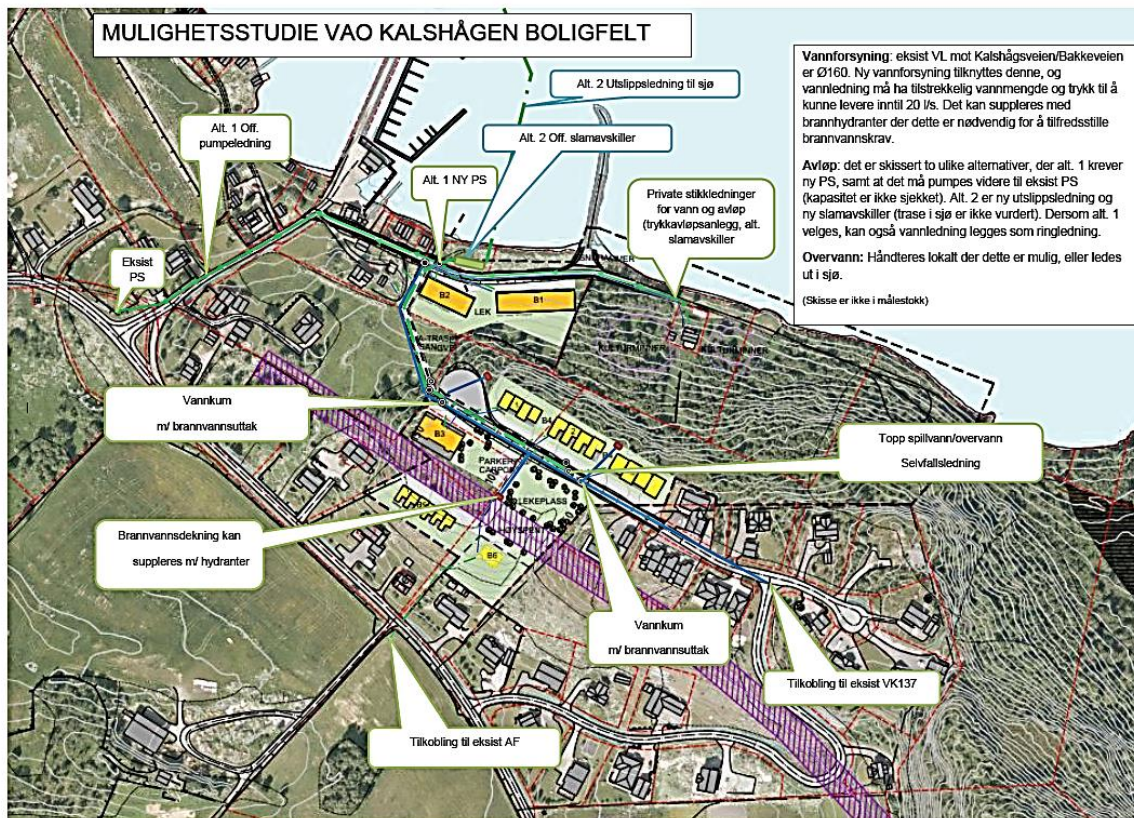 MULIGHETSSTUDIE VAO KALSHÅGEN BOLIGFELT
Vannforsyning: eksist VL mot Kalshågsveien/Bakkeveien
er Ø160. Ny vannforsyning tilknyttes denne, og
vannledning må ha tilstrekkelig vannmengde og trykk til å
kunne levere inntil 20 l/s. Det kan suppleres med
brannhydranter der dette er nødvendig for å tilfredsstille
brannvannskrav.
Avløp: det er skissert to ulike alternativer, der alt. 1 krever
ny PS, samt at det må pumpes videre til eksist PS
(kapasitet er ikke sjekket). Alt. 2 er ny utslippsledning og
ny slamavskiller (trase i sjø er ikke vurdert). Dersom alt. 1
velges, kan også vannledning legges som ringledning.
Overvann: Håndteres lokalt der dette er mulig, eller ledes
ut i sjø.
(Skisse er ikke i målestokk)
Alt. 2 Utslippsledning til sjø
Alt. 1 Off.
pumpeledning
Alt. 2 Off. slamavskiller
Alt. 1 NY PS
Private stikkledninger
for vann og avløp
(trykkavløpsanlegg, alt.
slamavskiller
Eksist
PS
B2
B1
LEK
KULTURMINNER
KULTURMINNER
Vannkum
m/ brannvannsuttak
B3
B4
Topp spillvann/overvann
Selvfallsledning
LEKEPLASS
Brannvannsdekning kan
suppleres m/ hydranter
B6
Vannkum
m/ brannvannsuttak
Tilkobling til eksist VK137
Tilkobling til eksist AF